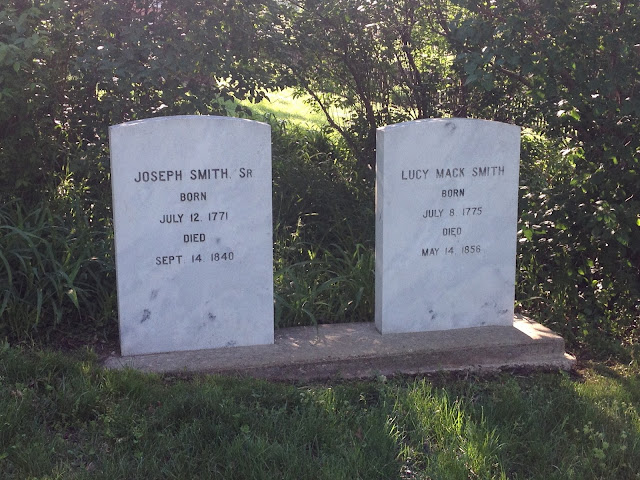 JOSEPH SMITH, SR
BORN
JULY 12, 1771
DIED
SEPT. 14, 1840
LUCY MACK SMITH
BORN
JULY 8, 1775
DIED
MAY 14, 1856